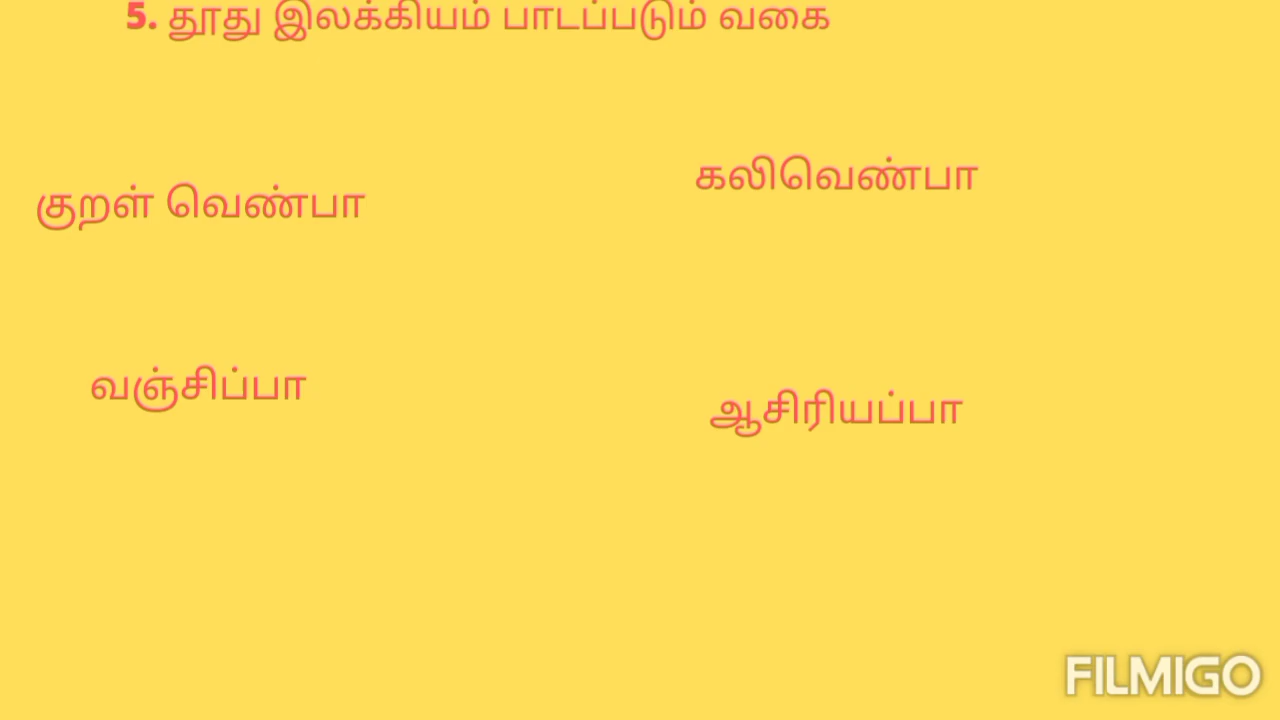 5. தூது இலக்கியம் பாடப்படும் வகை
குறள் வெண்பா
கலிவெண்பா
வஞ்சிப்பா
ஆசிரியப்பா
FILMIGO